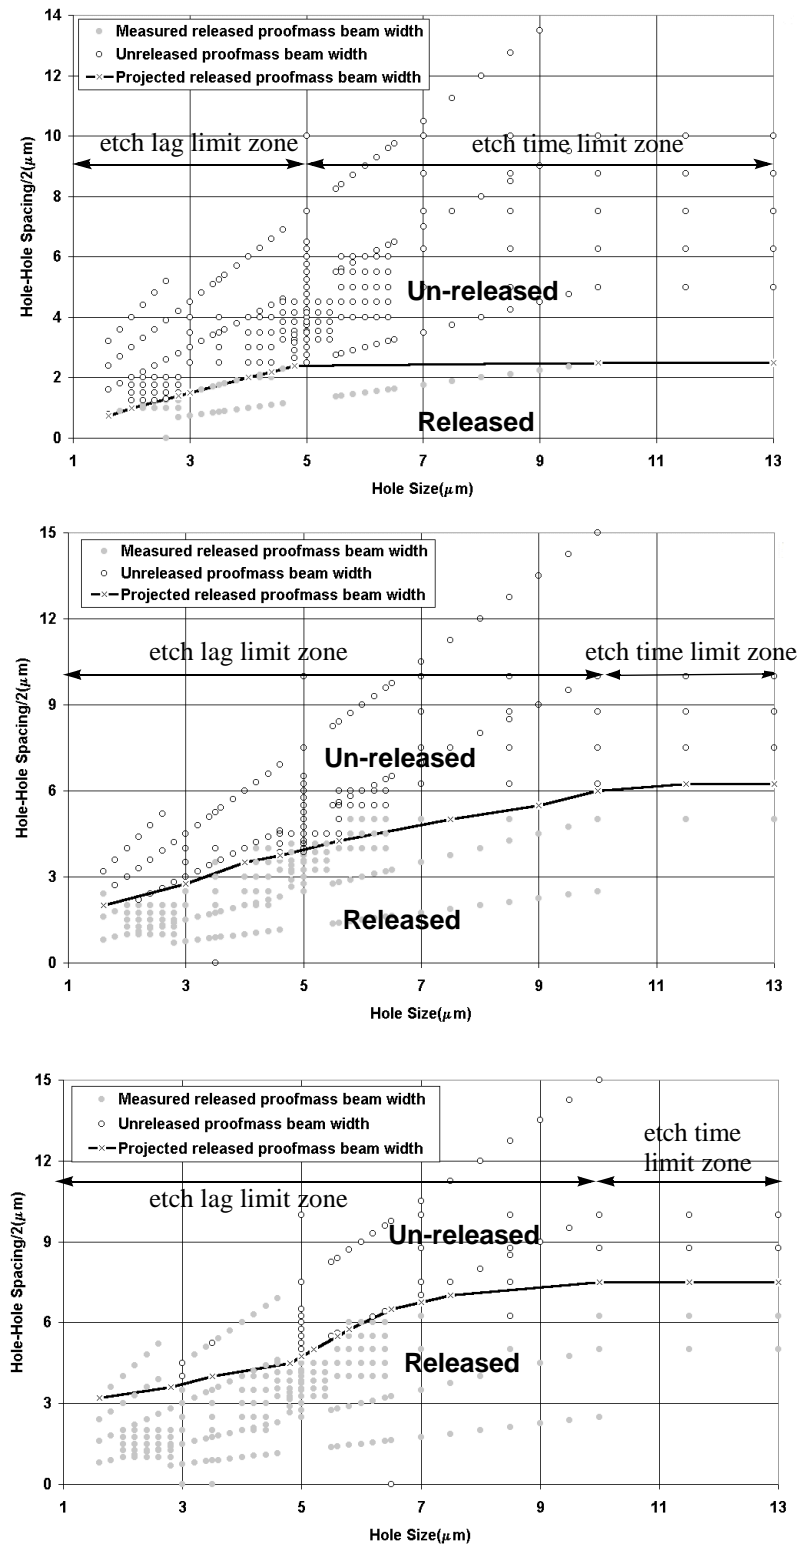 14
12
10
8
6
4
2
0
Hole-Hole Spacing/2(μm)
Measured released proofmass beam width
Unreleased proofmass beam width
Projected released proofmass beam width
etch lag limit zone
etch time limit zone
Un-released
Released
1 3 5 7 9 11 13
Hole Size(μm)
15
12
9
6
3
0
Hole-Hole Spacing/2(μm)
Measured released proofmass beam width
Unreleased proofmass beam width
Projected released proofmass beam width
etch lag limit zone
etch time limit zone
Un-released
Released
1 3 5 7 9 11 13
Hole Size(μm)
15
12
9
6
3
0
Hole-Hole Spacing/2(μm)
Measured released proofmass beam width
Unreleased proofmass beam width
Projected released proofmass beam width
etch time
limit zone
etch lag limit zone
Un-released
Released
1 3 5 7 9 11 13
Hole Size(μm)